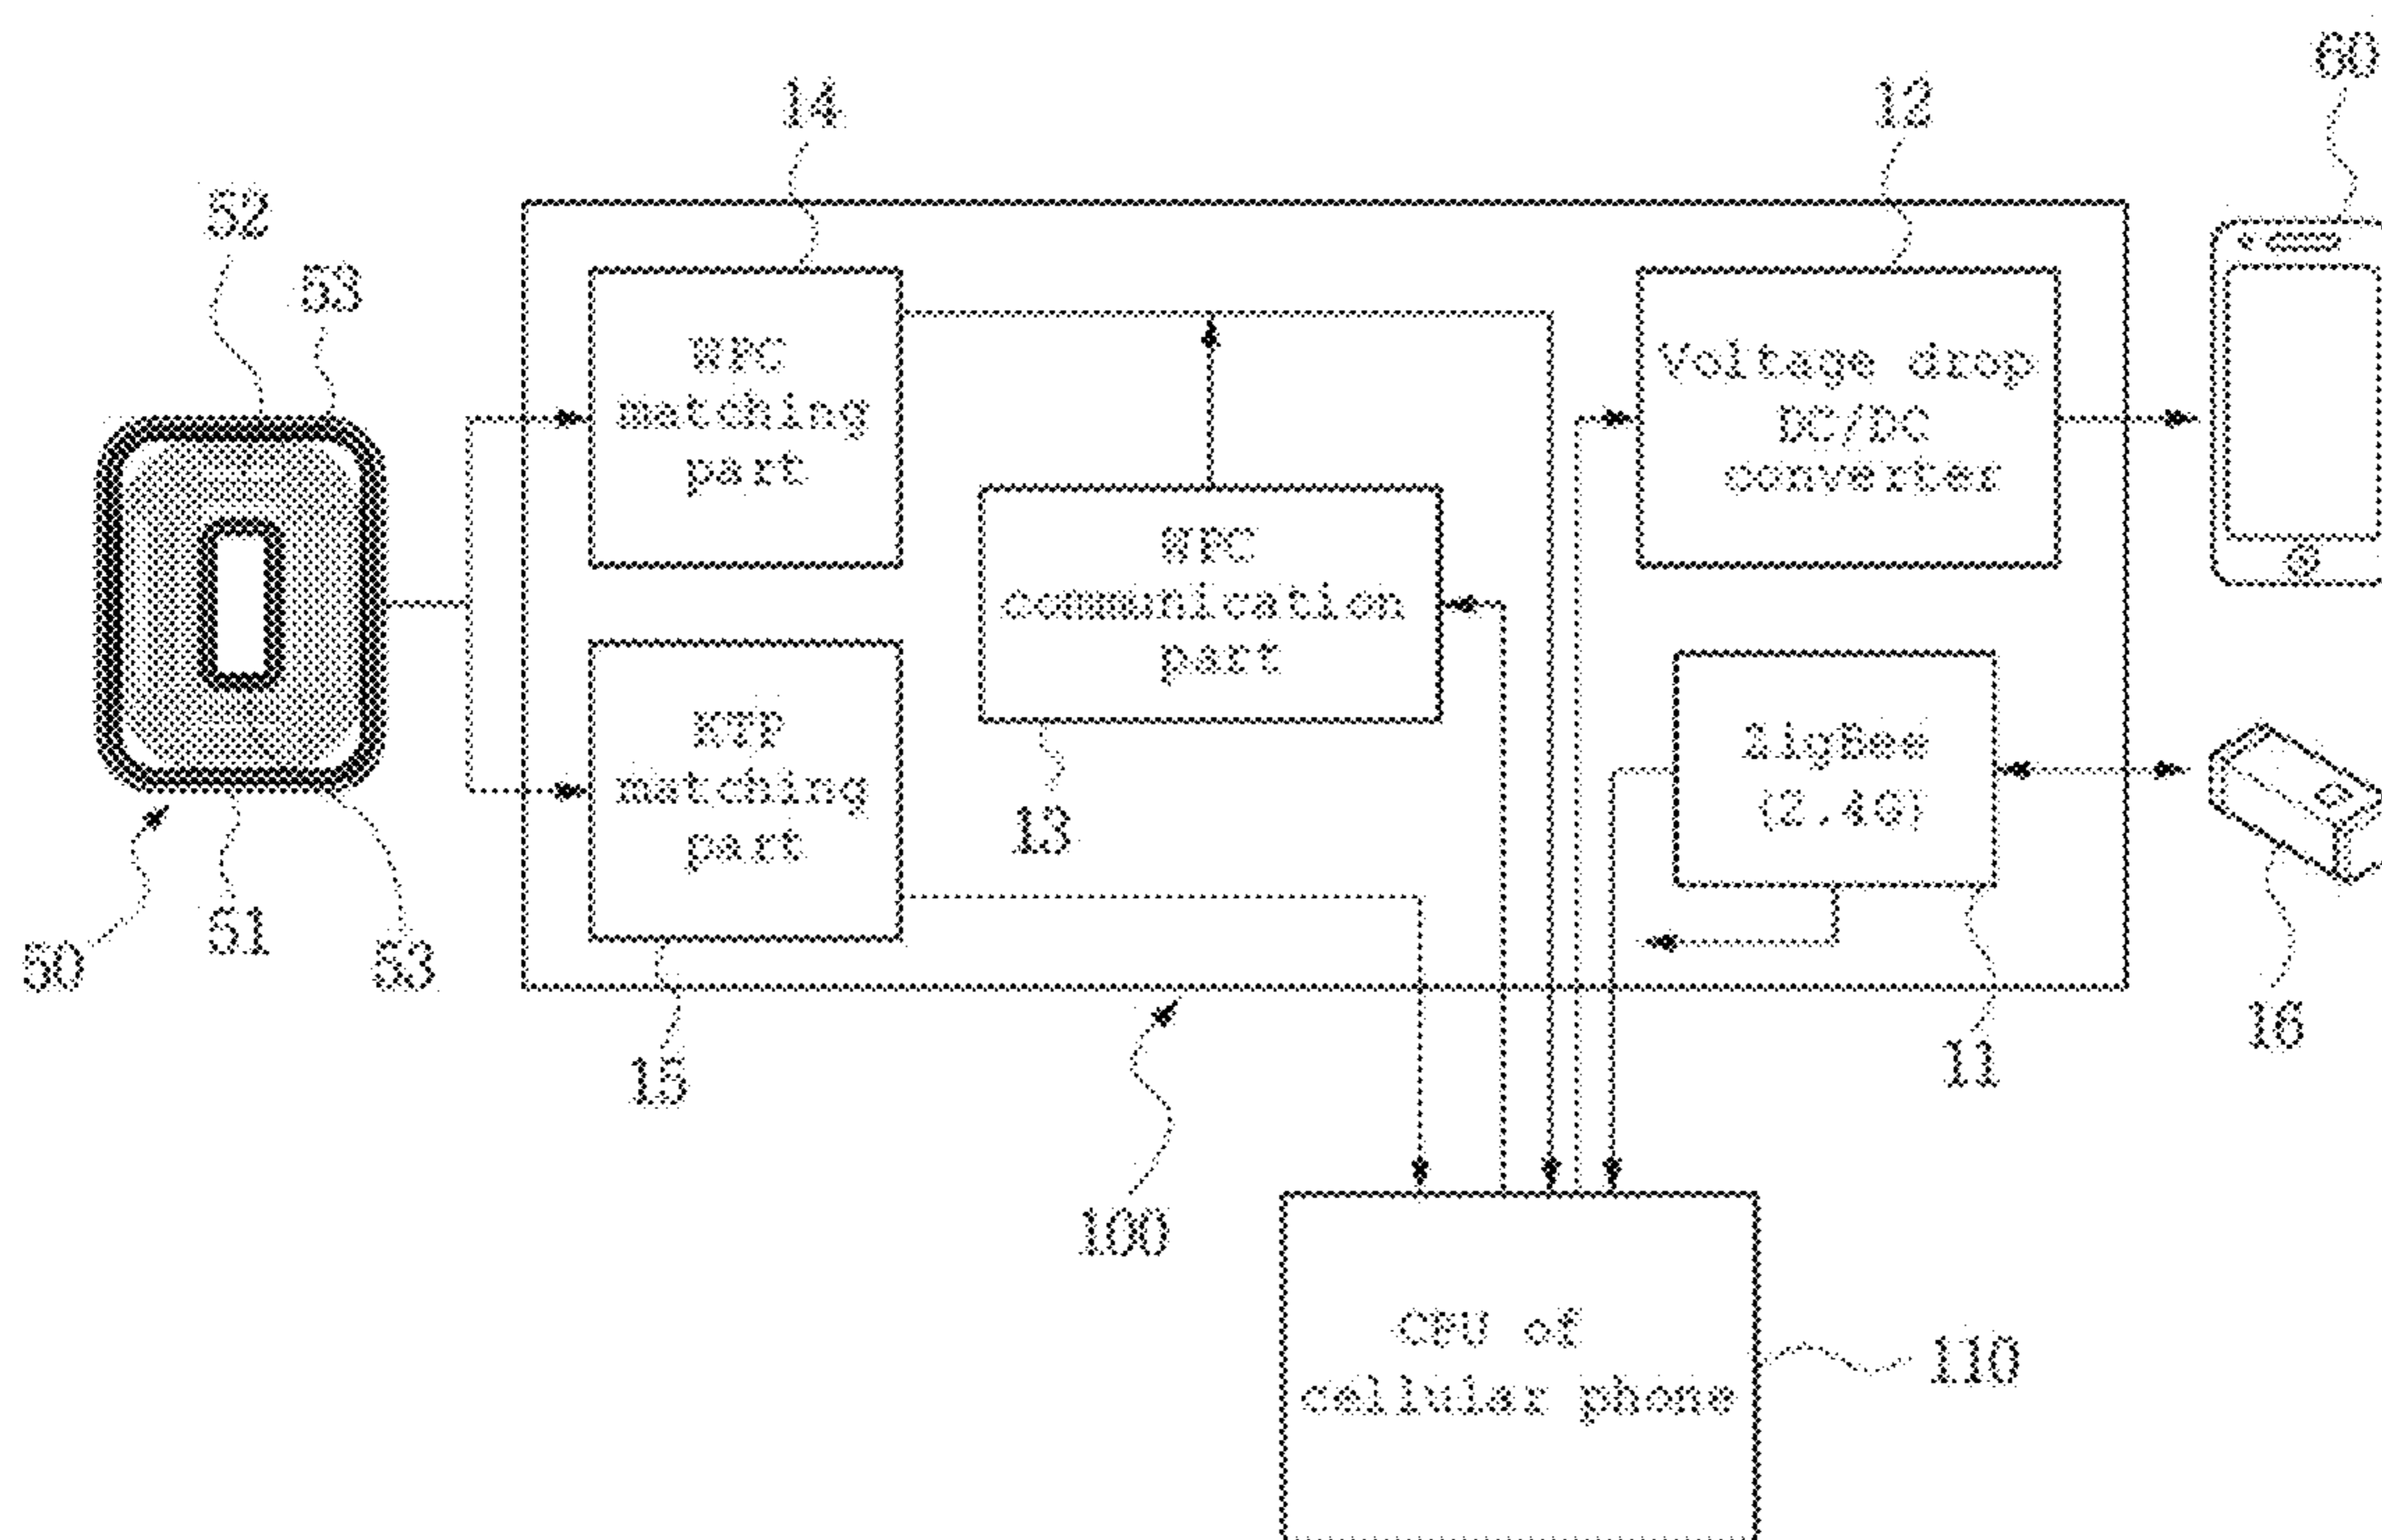 60
14
12
52
53
WPC
matching
part
Voltage drop
DC/DC
converter
WPC
communication
part
KTP
matching
part
ZigBee
(2.4G)
13
50
51
53
15
11
16
100
CPU of
cellular phone
110